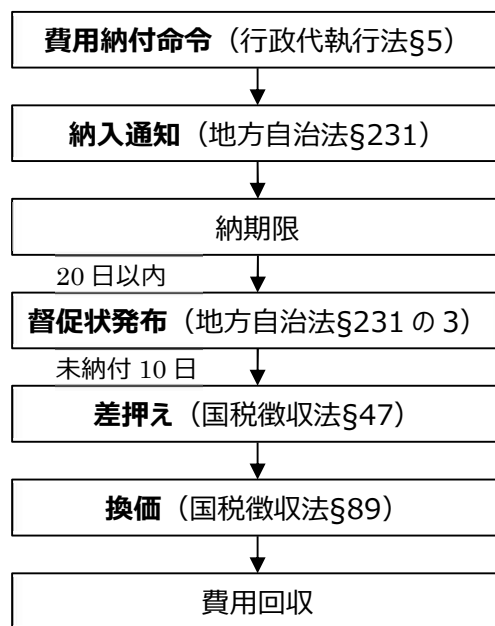 費用納付命令（行政代執行法§5）
納入通知（地方自治法§231）
納期限
20 日以内
督促状発布（地方自治法§231 の 3）
未納付 10 日
差押え（国税徴収法§47）
換価（国税徴収法§89）
費用回収